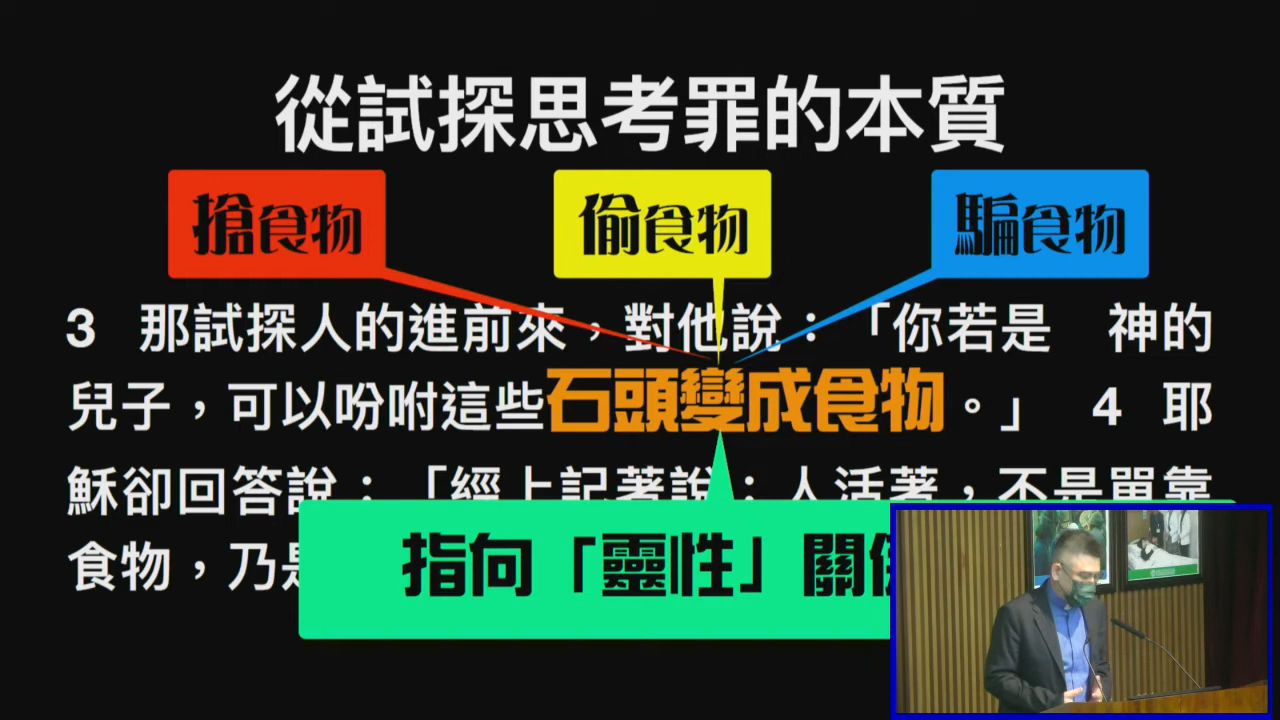 從試探思考罪的本質
搶食物 偷食物 騙食物
3 那試探人的進前來，對他說：「你若是 神的
兒子，可以吩咐這些石頭變成食物。」 4 耶
穌卻回答說：「經上記著說：人活著，不是單靠
食物，乃是
指向「靈性」關係